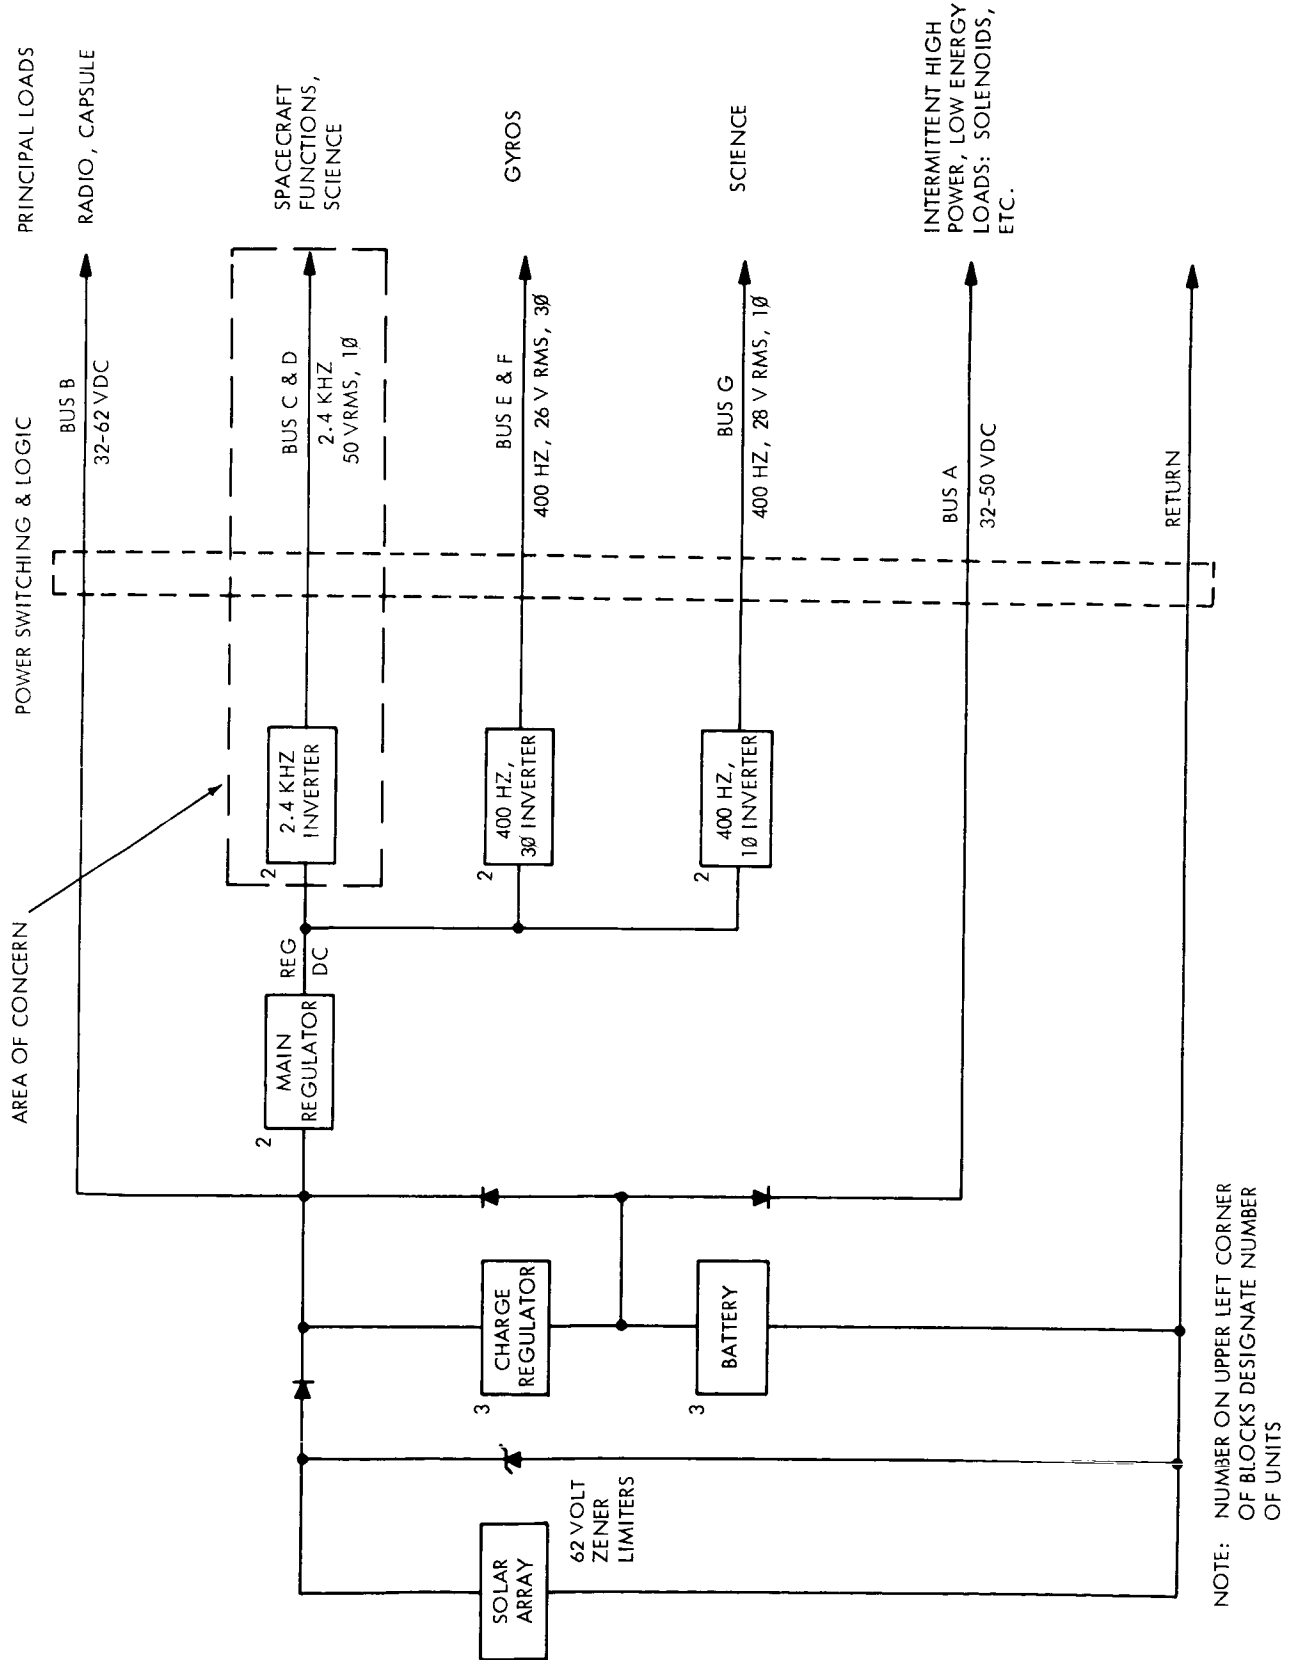 POWER SWITCHING & LOGIC
PRINCIPAL LOADS
AREA OF CONCERN
BUS B
32-62 VDC
RADIO, CAPSULE
2
MAIN
REGULATOR
REG
DC
2
2.4 KHZ
INVERTER
BUS C & D
2.4 KHZ
50 VRMS, 1Ø
SPACECRAFT
FUNCTIONS,
SCIENCE
2
400 HZ,
3Ø INVERTER
BUS E & F
400 HZ, 26 V RMS, 3Ø
GYROS
2
400 HZ,
1Ø INVERTER
BUS G
400 HZ, 28 V RMS, 1Ø
SCIENCE
SOLAR
ARRAY
62 VOLT
ZENER
LIMITERS
3
CHARGE
REGULATOR
3
BATTERY
BUS A
32-50 VDC
INTERMITTENT HIGH
POWER, LOW ENERGY
LOADS: SOLENOIDS,
ETC.
RETURN
NOTE: NUMBER ON UPPER LEFT CORNER
OF BLOCKS DESIGNATE NUMBER
OF UNITS